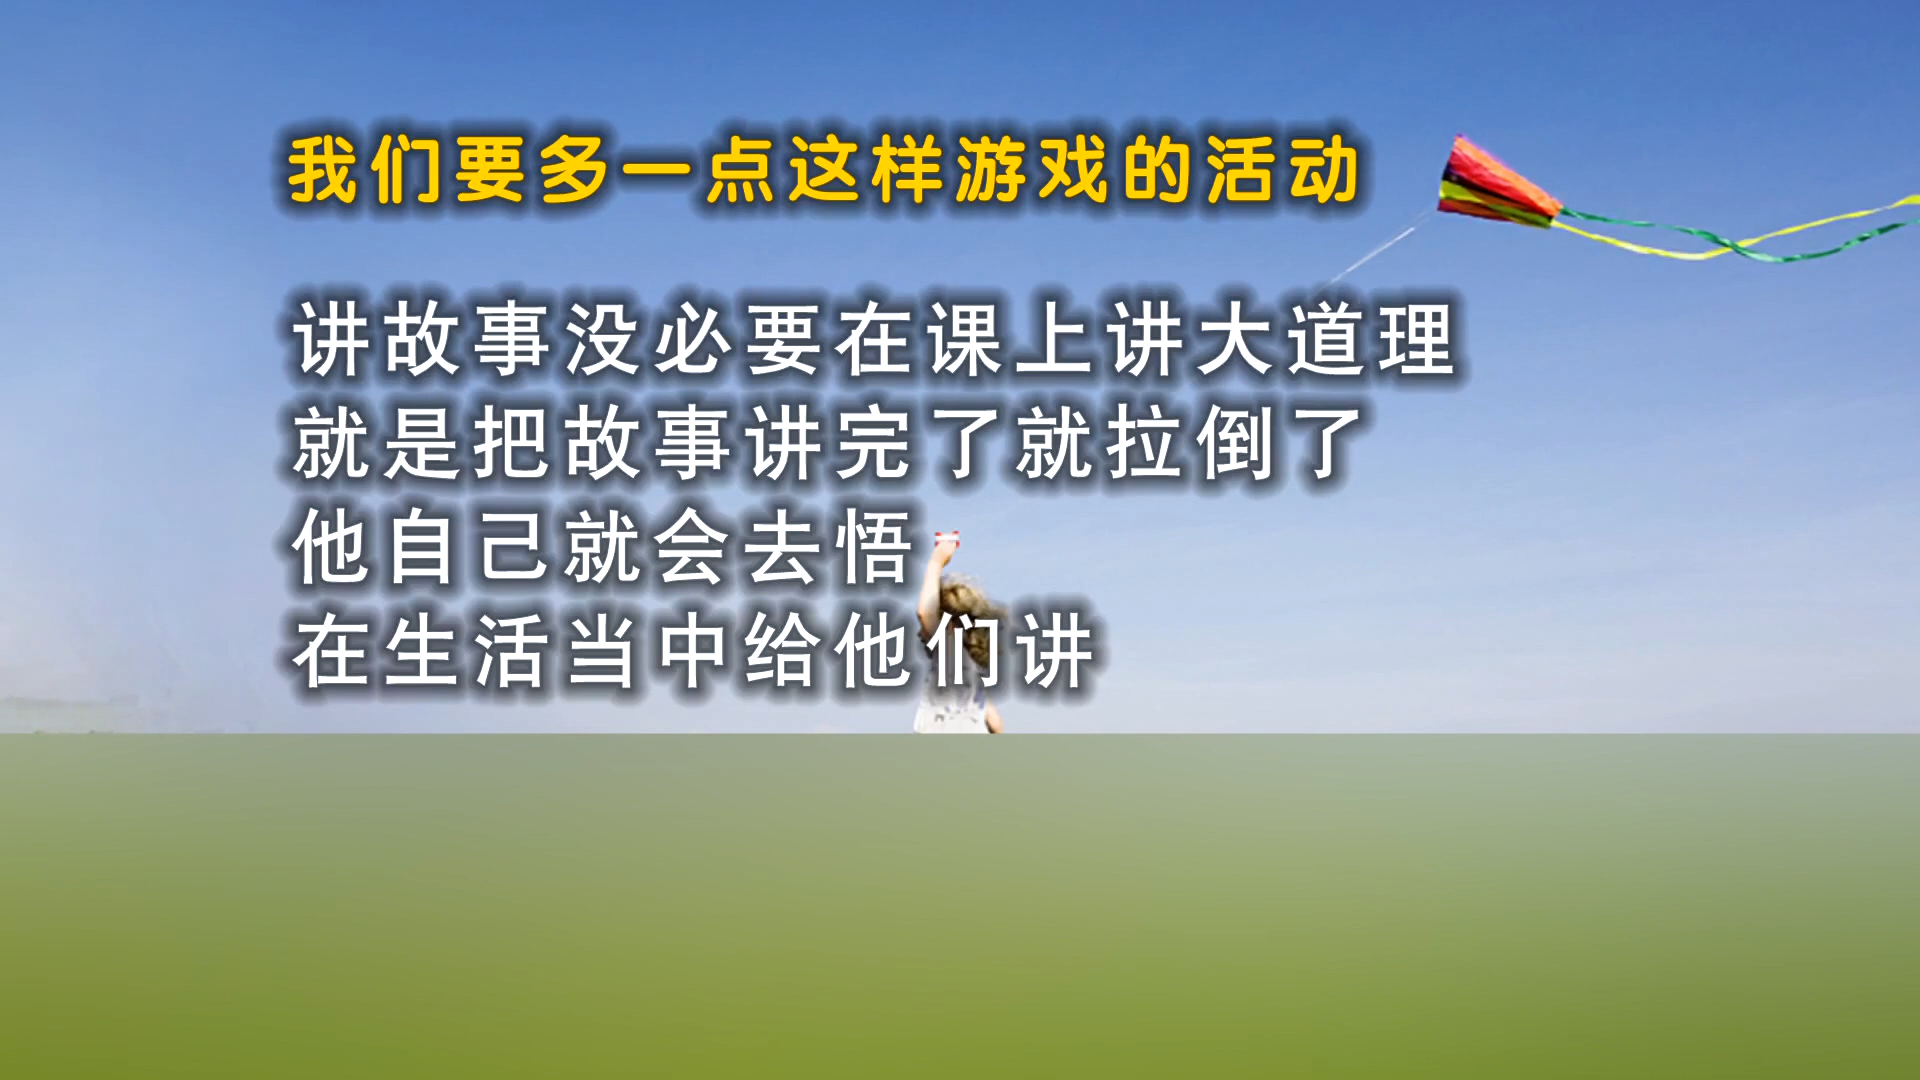 我们要多一点这样游戏的活动
讲故事没必要在课上讲大道理
就是把故事讲完了就拉倒了
他自己就会去悟
在生活当中给他们讲